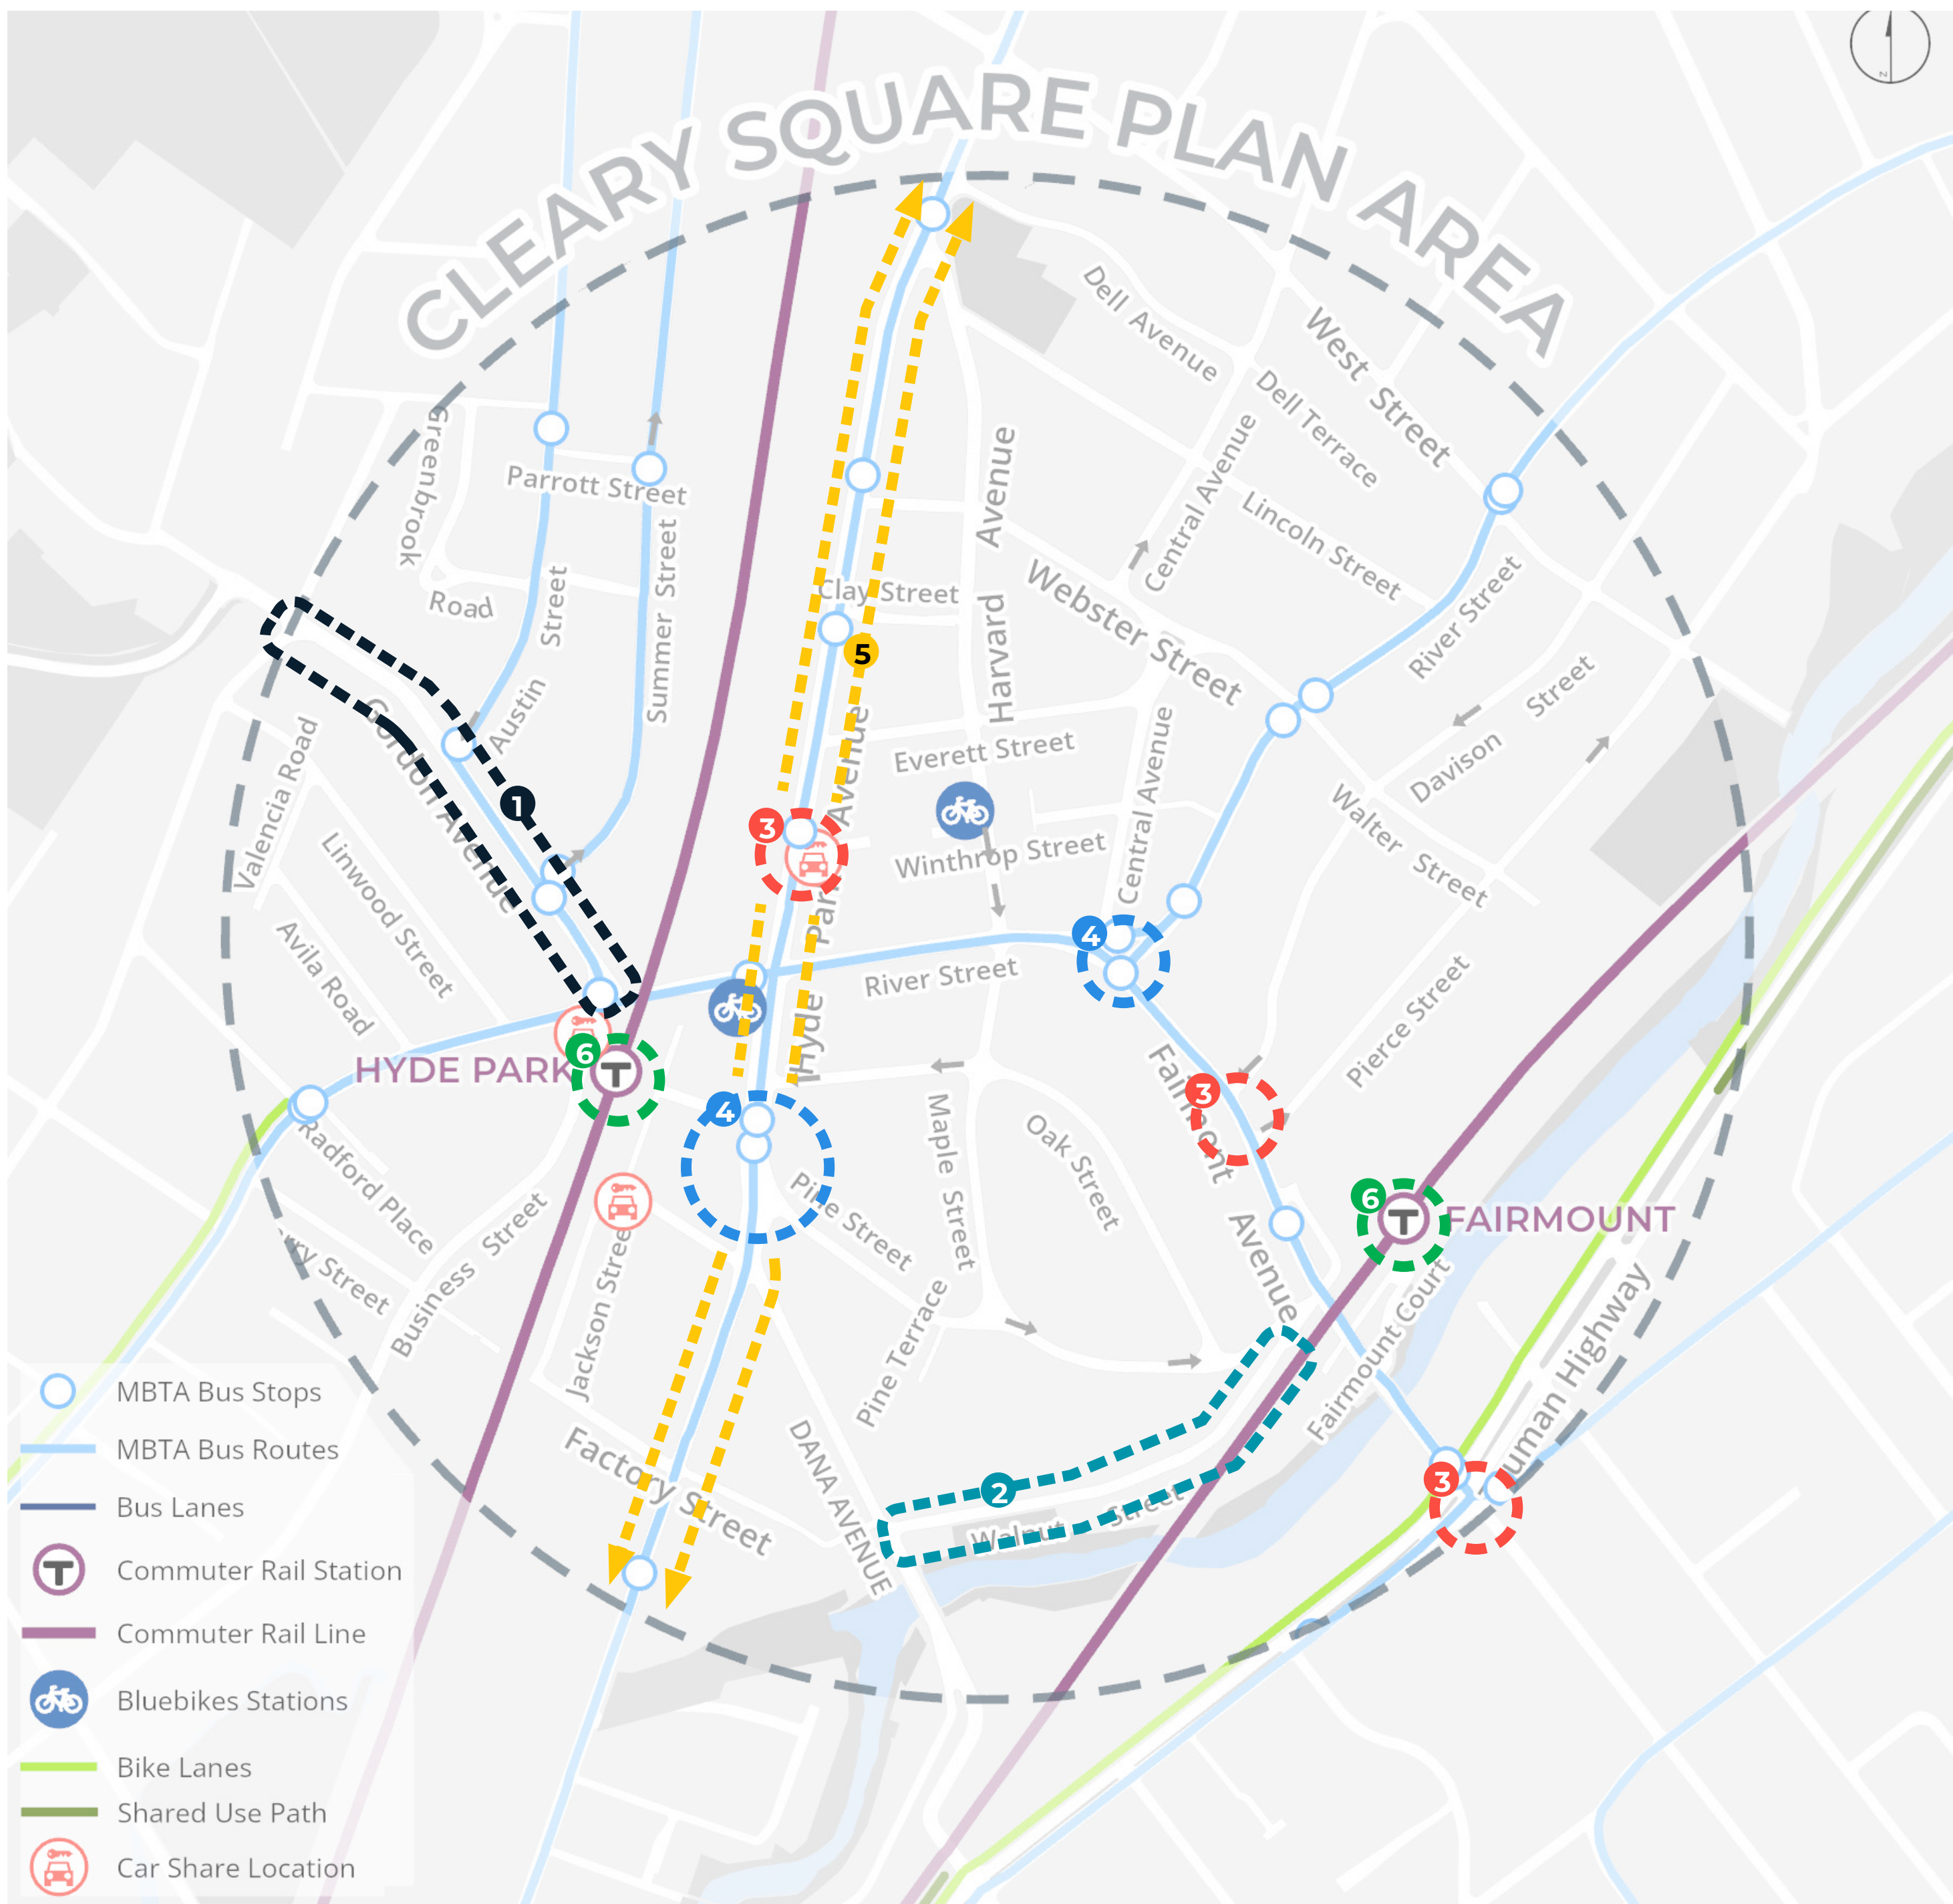 CLEARY SQUARE PLAN AREA
N
Dell Avenue
West Street
Dell Terrace
Greenbrook
Road
Parrott Street
Avenue
Central Avenue
Lincoln Street
Austin Street
Summer Street
Clay Street
5
Harvard
Webster Street
River Street
Davison Street
Gordon Avenue
1
Valencia Road
Linwood Street
Avila Road
Everett Street
Winthrop Street
Central Avenue
Walter Street
3
Hyde Park Avenue
4
River Street
Pierce Street
HYDE PARK
6
T
4
3
Fairmont Avenue
Radford Place
Maple Street
Oak Street
Pine Street
6
T
FAIRMOUNT
rry Street
Business Street
Jackson Stree
Pine Terrace
Fairmount Court
uman Highway
Factory Street
DANA AVENUE
2
Walnut Street
3
MBTA Bus Stops
MBTA Bus Routes
Bus Lanes
T
Commuter Rail Station
Commuter Rail Line
Bluebikes Stations
Bike Lanes
Shared Use Path
Car Share Location